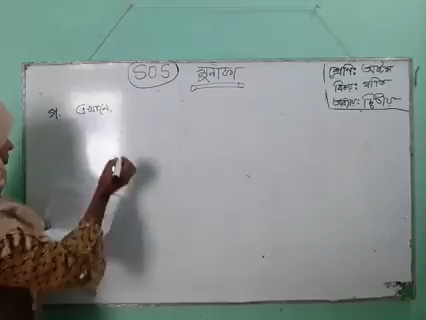 SOS মুনাফা
শ্রেণি: অষ্টম
বিষয়: গণিত
অধ্যায়: দ্বিতীয়
গ. এখানে,